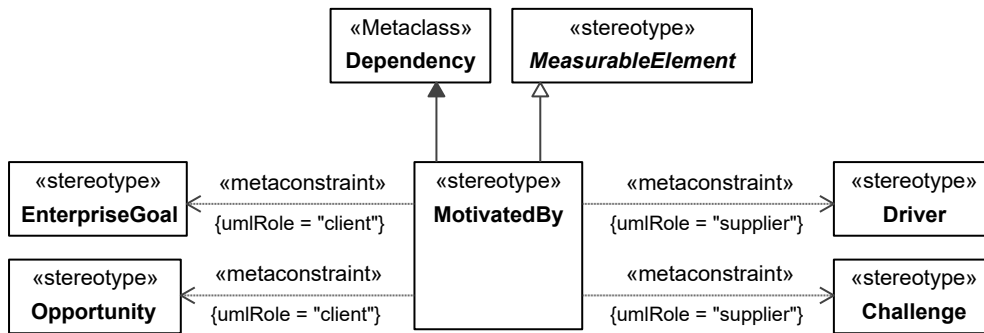 «Metaclass»
Dependency
«stereotype»
MeasurableElement
«stereotype»
EnterpriseGoal
«metaconstraint»
{umlRole = "client"}
«stereotype»
MotivatedBy
«metaconstraint»
{umlRole = "supplier"}
«stereotype»
Driver
«stereotype»
Opportunity
«metaconstraint»
{umlRole = "client"}
«metaconstraint»
{umlRole = "supplier"}
«stereotype»
Challenge